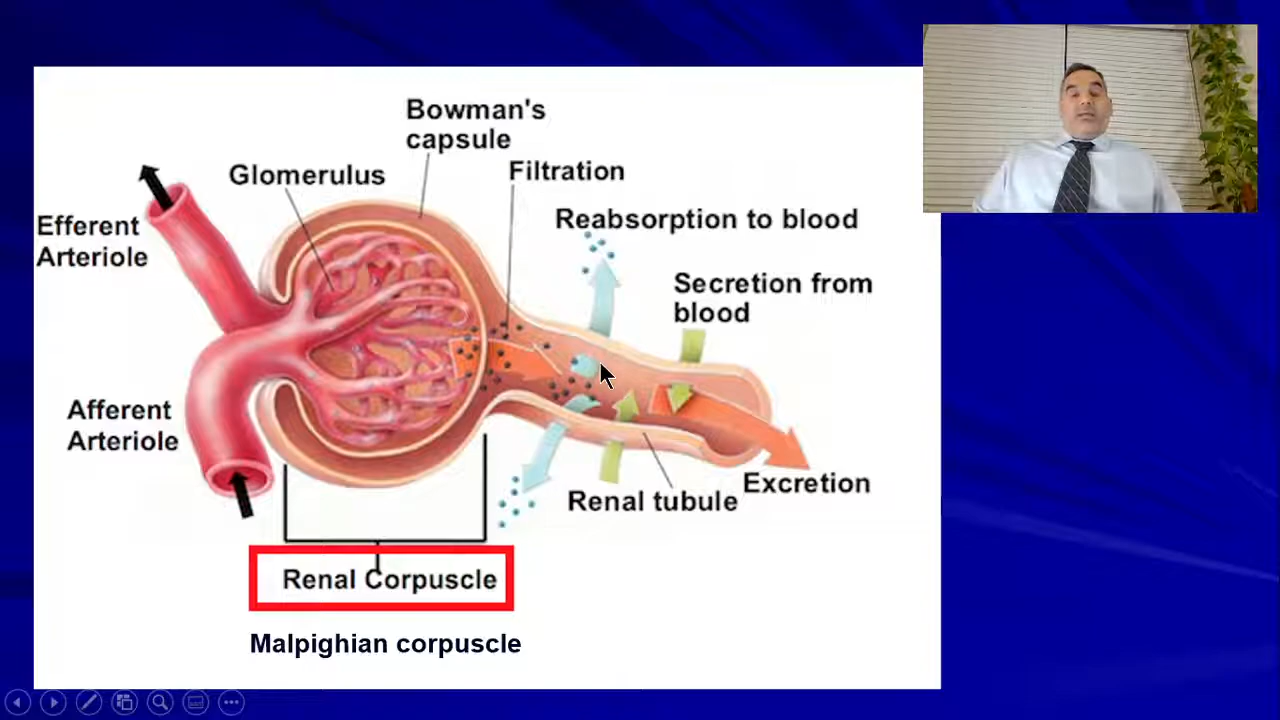 Bowman's
capsule
Glomerulus
Filtration
Efferent
Arteriole
Reabsorption to blood
Secretion from
blood
Afferent
Arteriole
Renal tubule
Excretion
Renal Corpuscle
Malpighian corpuscle